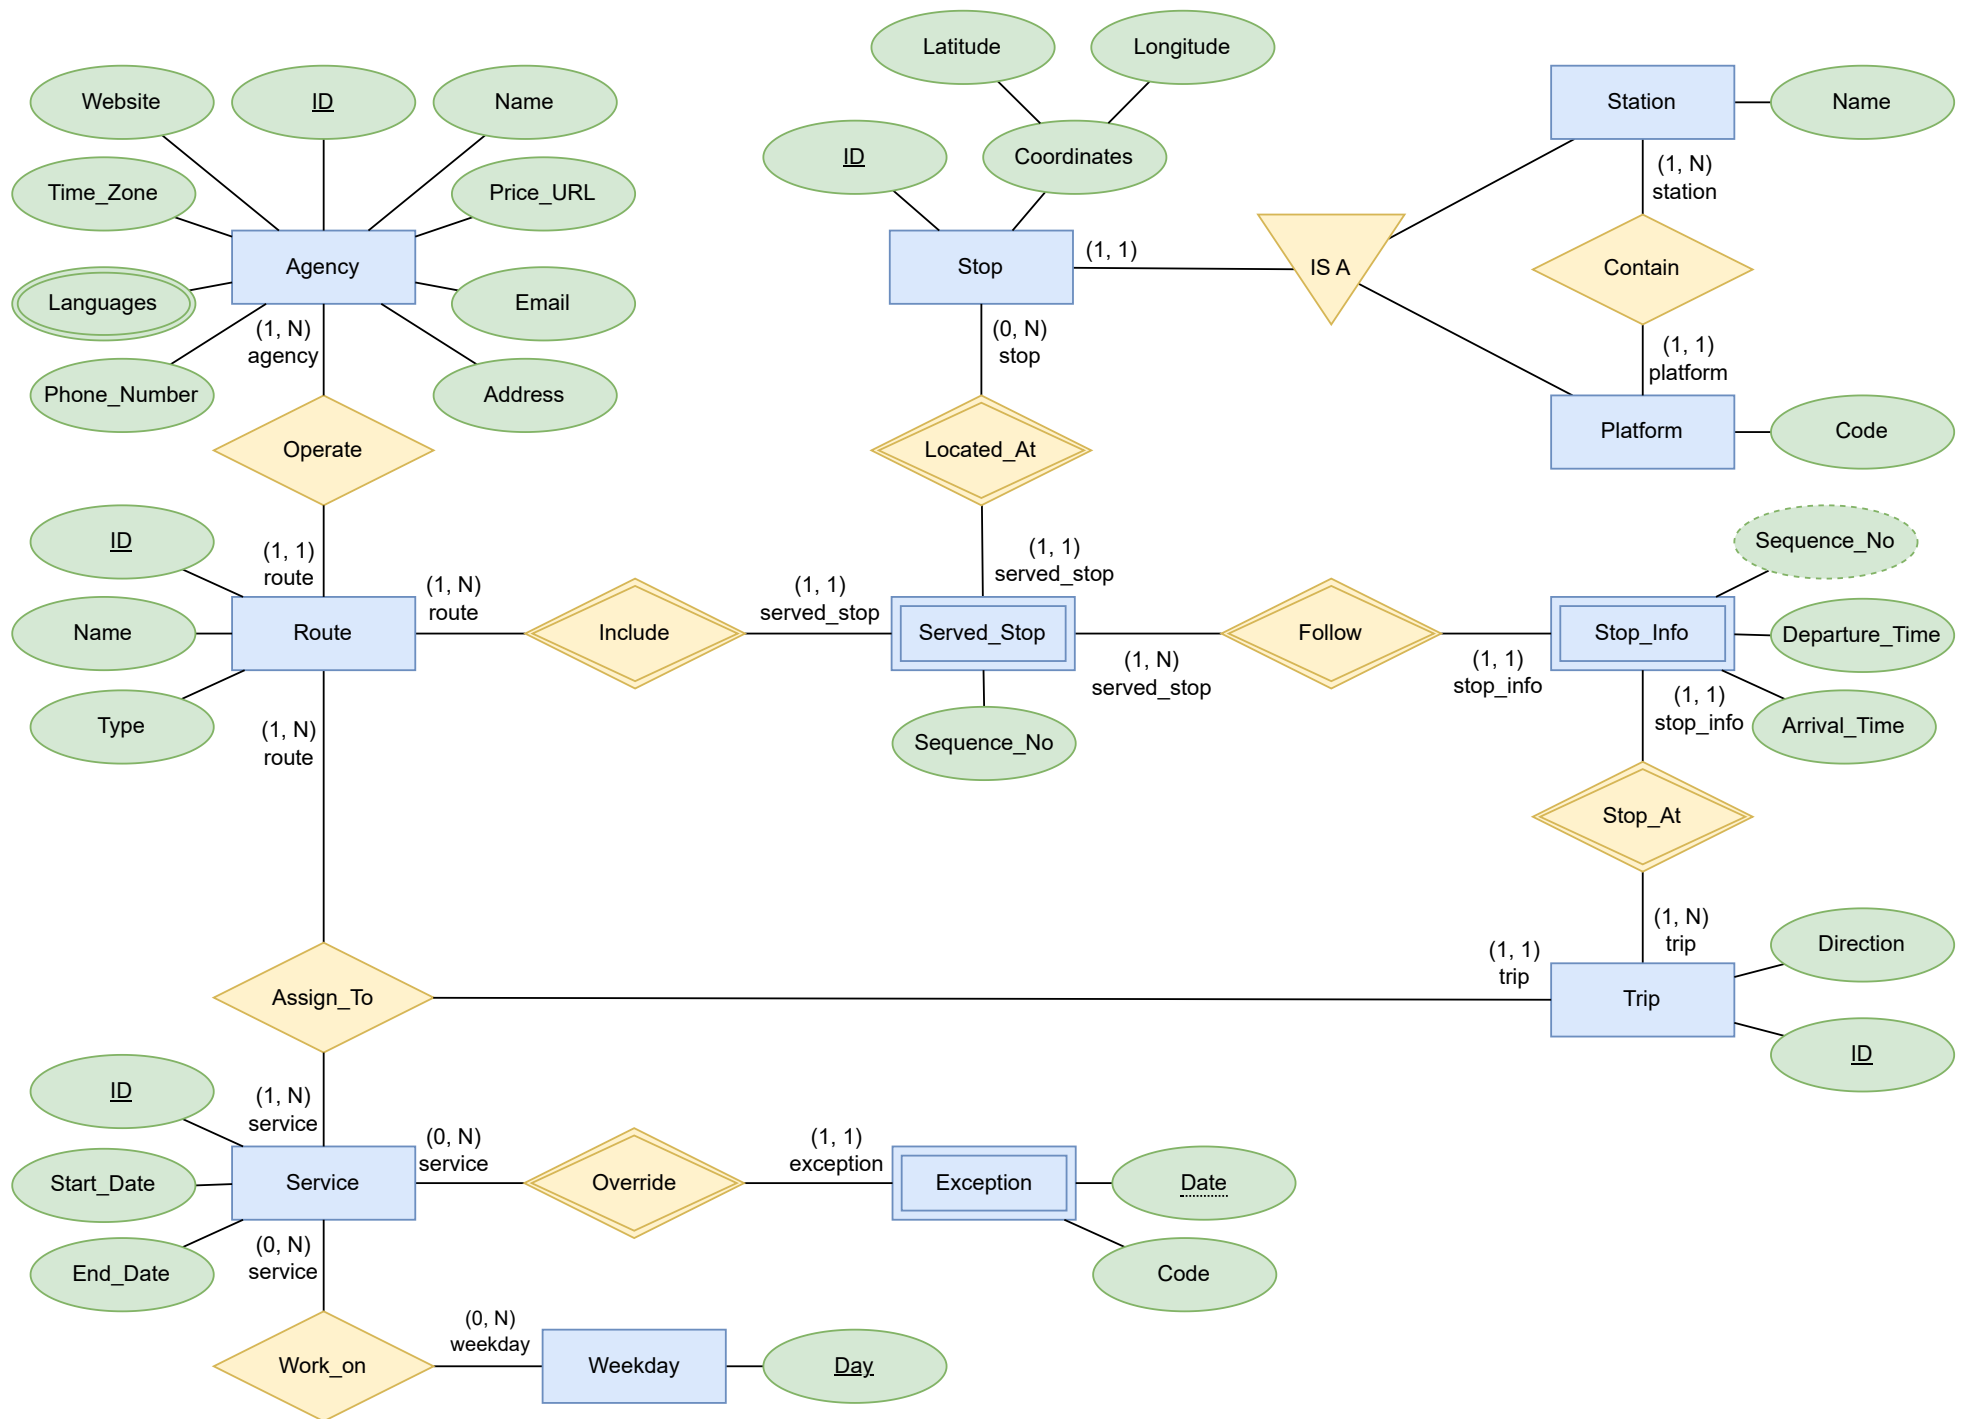 Latitude
Longitude
Website
ID
Name
Station
Name
ID
Coordinates
(1, N)
station
Time_Zone
Price_URL
Agency
Stop
(1, 1)
IS A
Contain
Languages
Email
(1, N)
agency
(0, N)
stop
(1, 1)
platform
Phone_Number
Address
Operate
Located_At
Platform
Code
ID
(1, 1)
route
(1, N)
route
(1, 1)
served_stop
(1, 1)
served_stop
Sequence_No
Name
Route
Include
Served_Stop
Follow
Stop_Info
Departure_Time
Type
(1, N)
route
(1, N)
served_stop
(1, 1)
stop_info
(1, 1)
stop_info
Arrival_Time
Sequence_No
Stop_At
(1, N)
trip
Direction
(1, 1)
trip
Assign_To
Trip
ID
ID
(1, N)
service
(0, N)
service
(1, 1)
exception
Start_Date
Service
Override
Exception
Date
End_Date
(0, N)
service
Code
(0, N)
weekday
Work_on
Weekday
Day